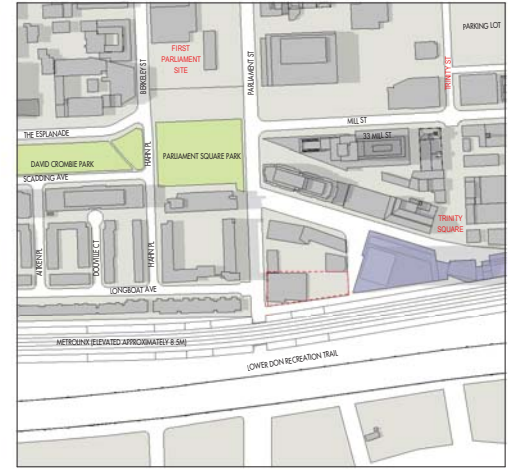 PARKING LOT
FIRST
PARLIAMENT
SITE
BERKELEY ST
PARLIAMENT ST
TRINITY ST
MILL ST
THE ESPLANADE
33 MILL ST
HAHN PL
PARLIAMENT SQUARE PARK
DAVID CROMBIE PARK
SCADDING AVE
TRINITY
SQUARE
AITKEN PL
DOUVILLE CT
HAHN PL
LONGBOAT AVE
METROLINX (ELEVATED APPROXIMATELY 8.5M)
LOWER DON RECREATION TRAIL